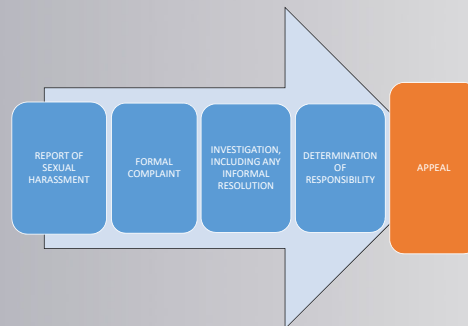 REPORT OF
SEXUAL
HARASSMENT
FORMAL
COMPLAINT
INVESTIGATION,
INCLUDING ANY
INFORMAL
RESOLUTION
DETERMINATION
OF
RESPONSIBILITY
APPEAL